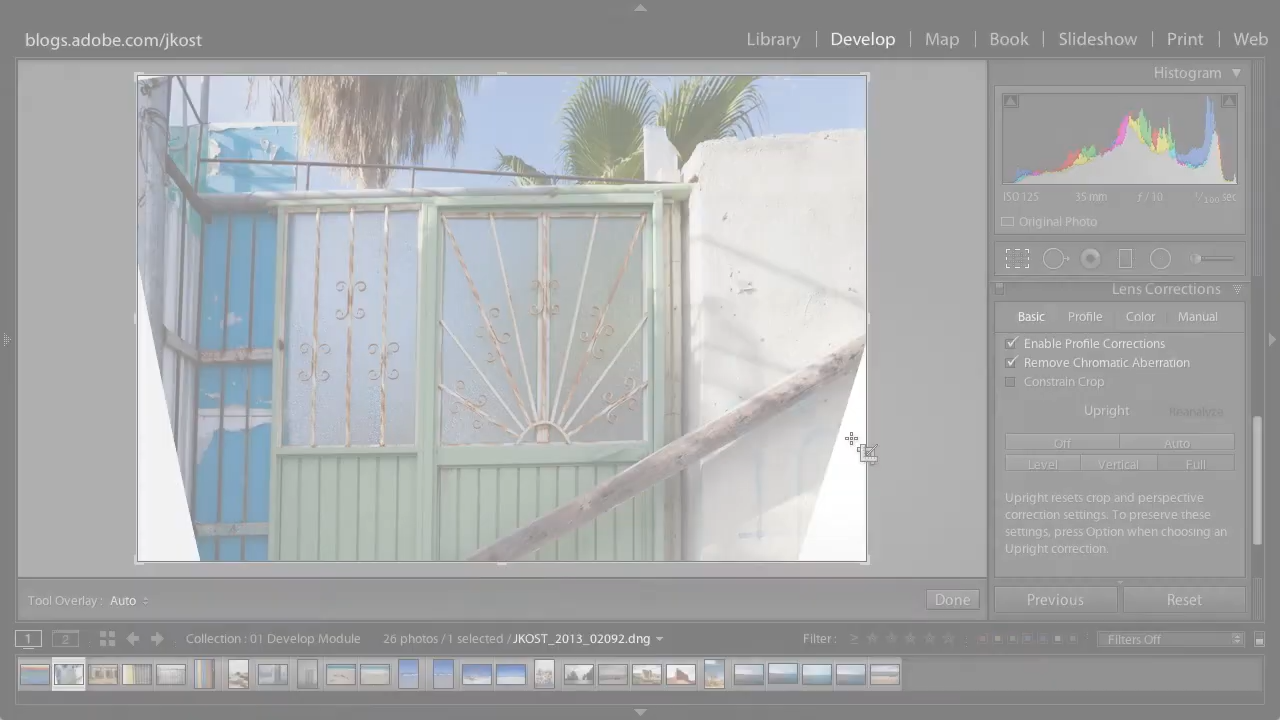 blogs.adobe.com/jkost
Library | Develop | Map | Book | Slideshow | Print | Web
Histogram
ISO 125 35 mm ƒ / 10 1/100 sec
Original Photo
Lens Corrections
Basic Profile Color Manual
Enable Profile Corrections
Remove Chromatic Aberration
Constrain Crop
Upright Reanalyze
Off Auto
Level Vertical Full
Upright resets crop and perspective
correction settings. To preserve these
settings, press Option when choosing an
Upright correction.
Tool Overlay : Auto Done
Previous Reset
1 2 Collection : 01 Develop Module 26 photos / 1 selected / JKOST_2013_02092.dng Filter : Filters Off